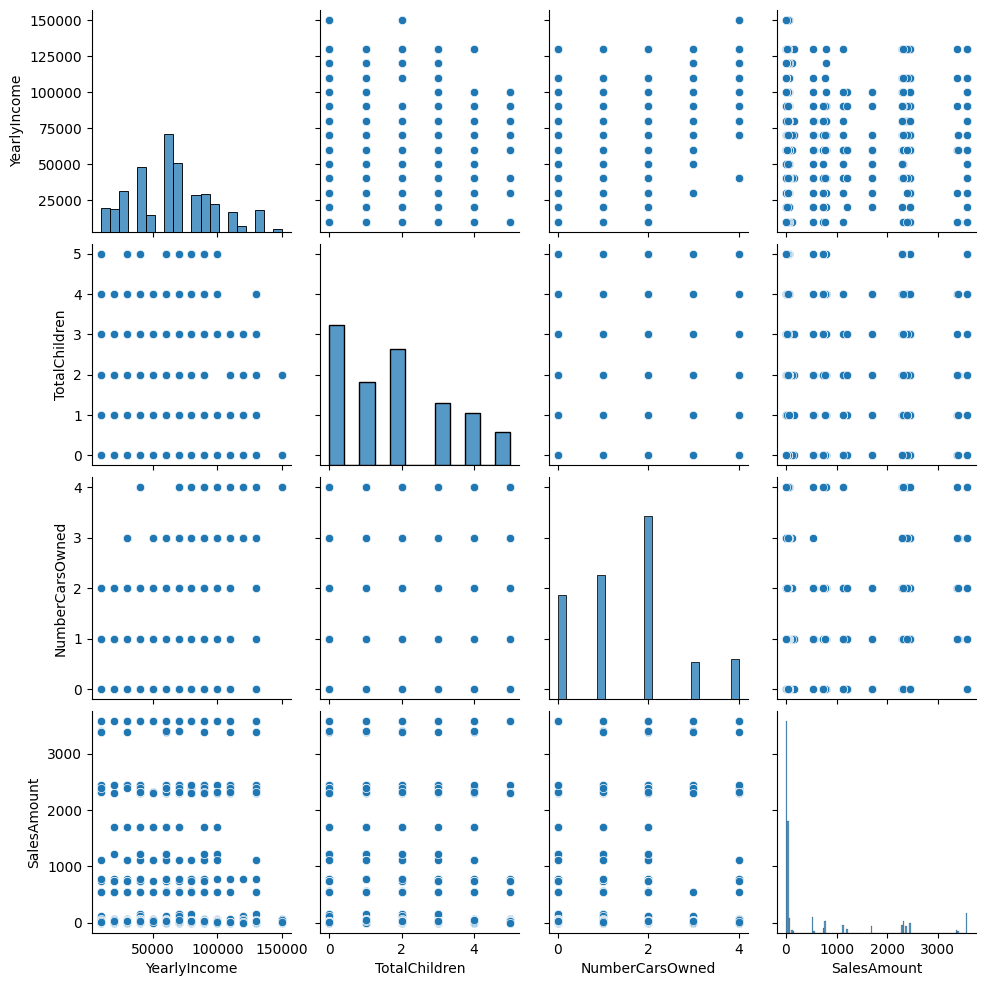 150000
125000
100000
75000
50000
25000
YearlyIncome
5
4
3
2
1
0
TotalChildren
4
3
2
1
0
NumberCarsOwned
3000
2000
1000
0
SalesAmount
50000 100000 150000
YearlyIncome
0 2 4
TotalChildren
0 2 4
NumberCarsOwned
0 1000 2000 3000
SalesAmount